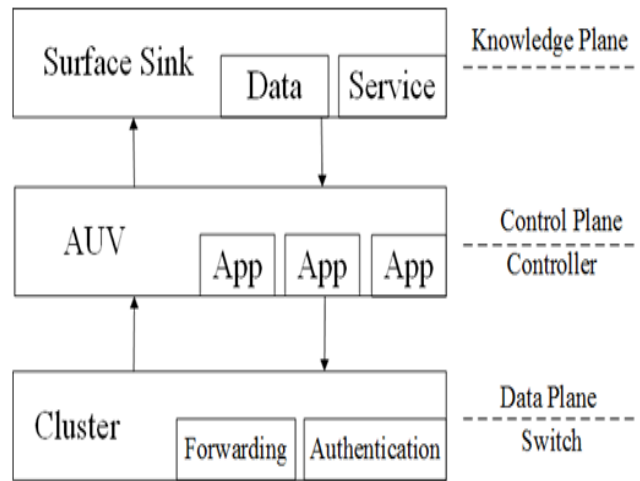 Surface Sink
Data
Service
Knowledge Plane
AUV
App
App
App
Control Plane
Controller
Cluster
Forwarding
Authentication
Data Plane
Switch